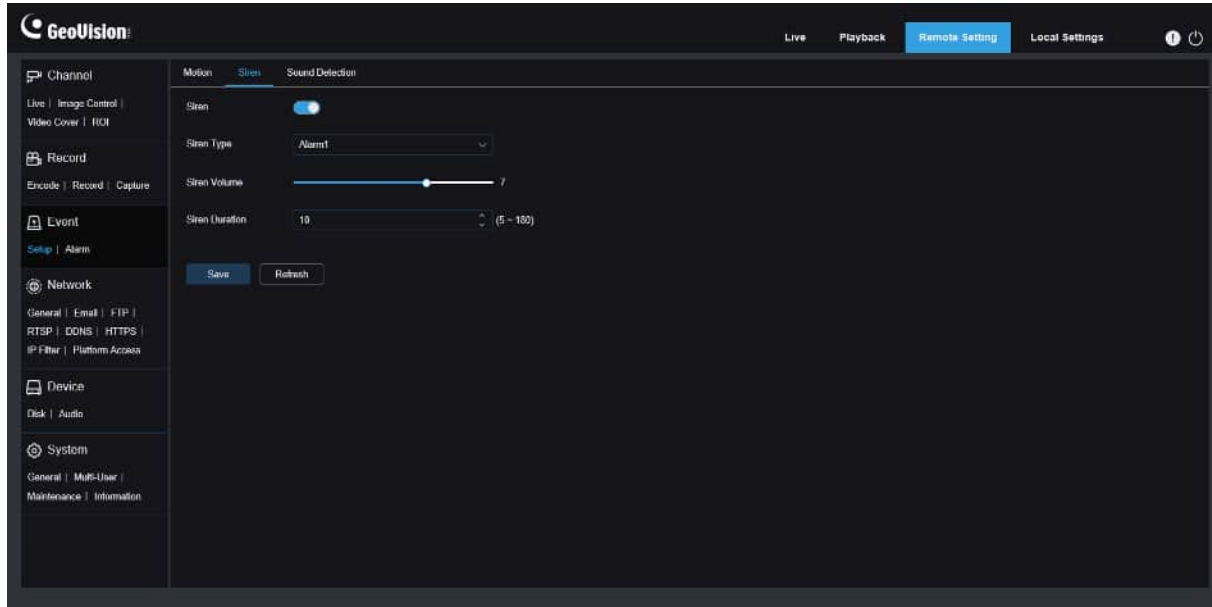 GeoVision
Live Playback Remote Setting Local Settings
Channel
Live | Image Control |
Video Cover | ROI
Record
Encode | Record | Capture
Event
Setup | Alarm
Network
General | Email | FTP |
RTSP | DDNS | HTTPS |
IP Filter | Platform Access
Device
Disk | Audio
System
General | Multi-User |
Maintenance | Information
Motion Siren Sound Detection
Siren
Siren Type Alarm1
Siren Volume 7
Siren Duration 10 (5 ~ 180)
Save Refresh